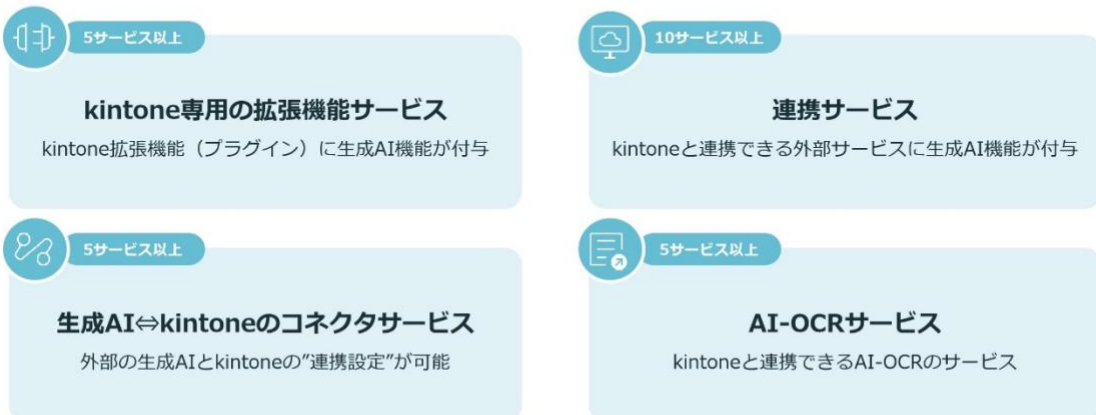 5サービス以上
kintone専用の拡張機能サービス
kintone拡張機能（プラグイン）に生成AI機能が付与
10サービス以上
連携サービス
kintoneと連携できる外部サービスに生成AI機能が付与
5サービス以上
生成AI⇔kintoneのコネクタサービス
外部の生成AIとkintoneの”連携設定”が可能
5サービス以上
AI-OCRサービス
kintoneと連携できるAI-OCRのサービス